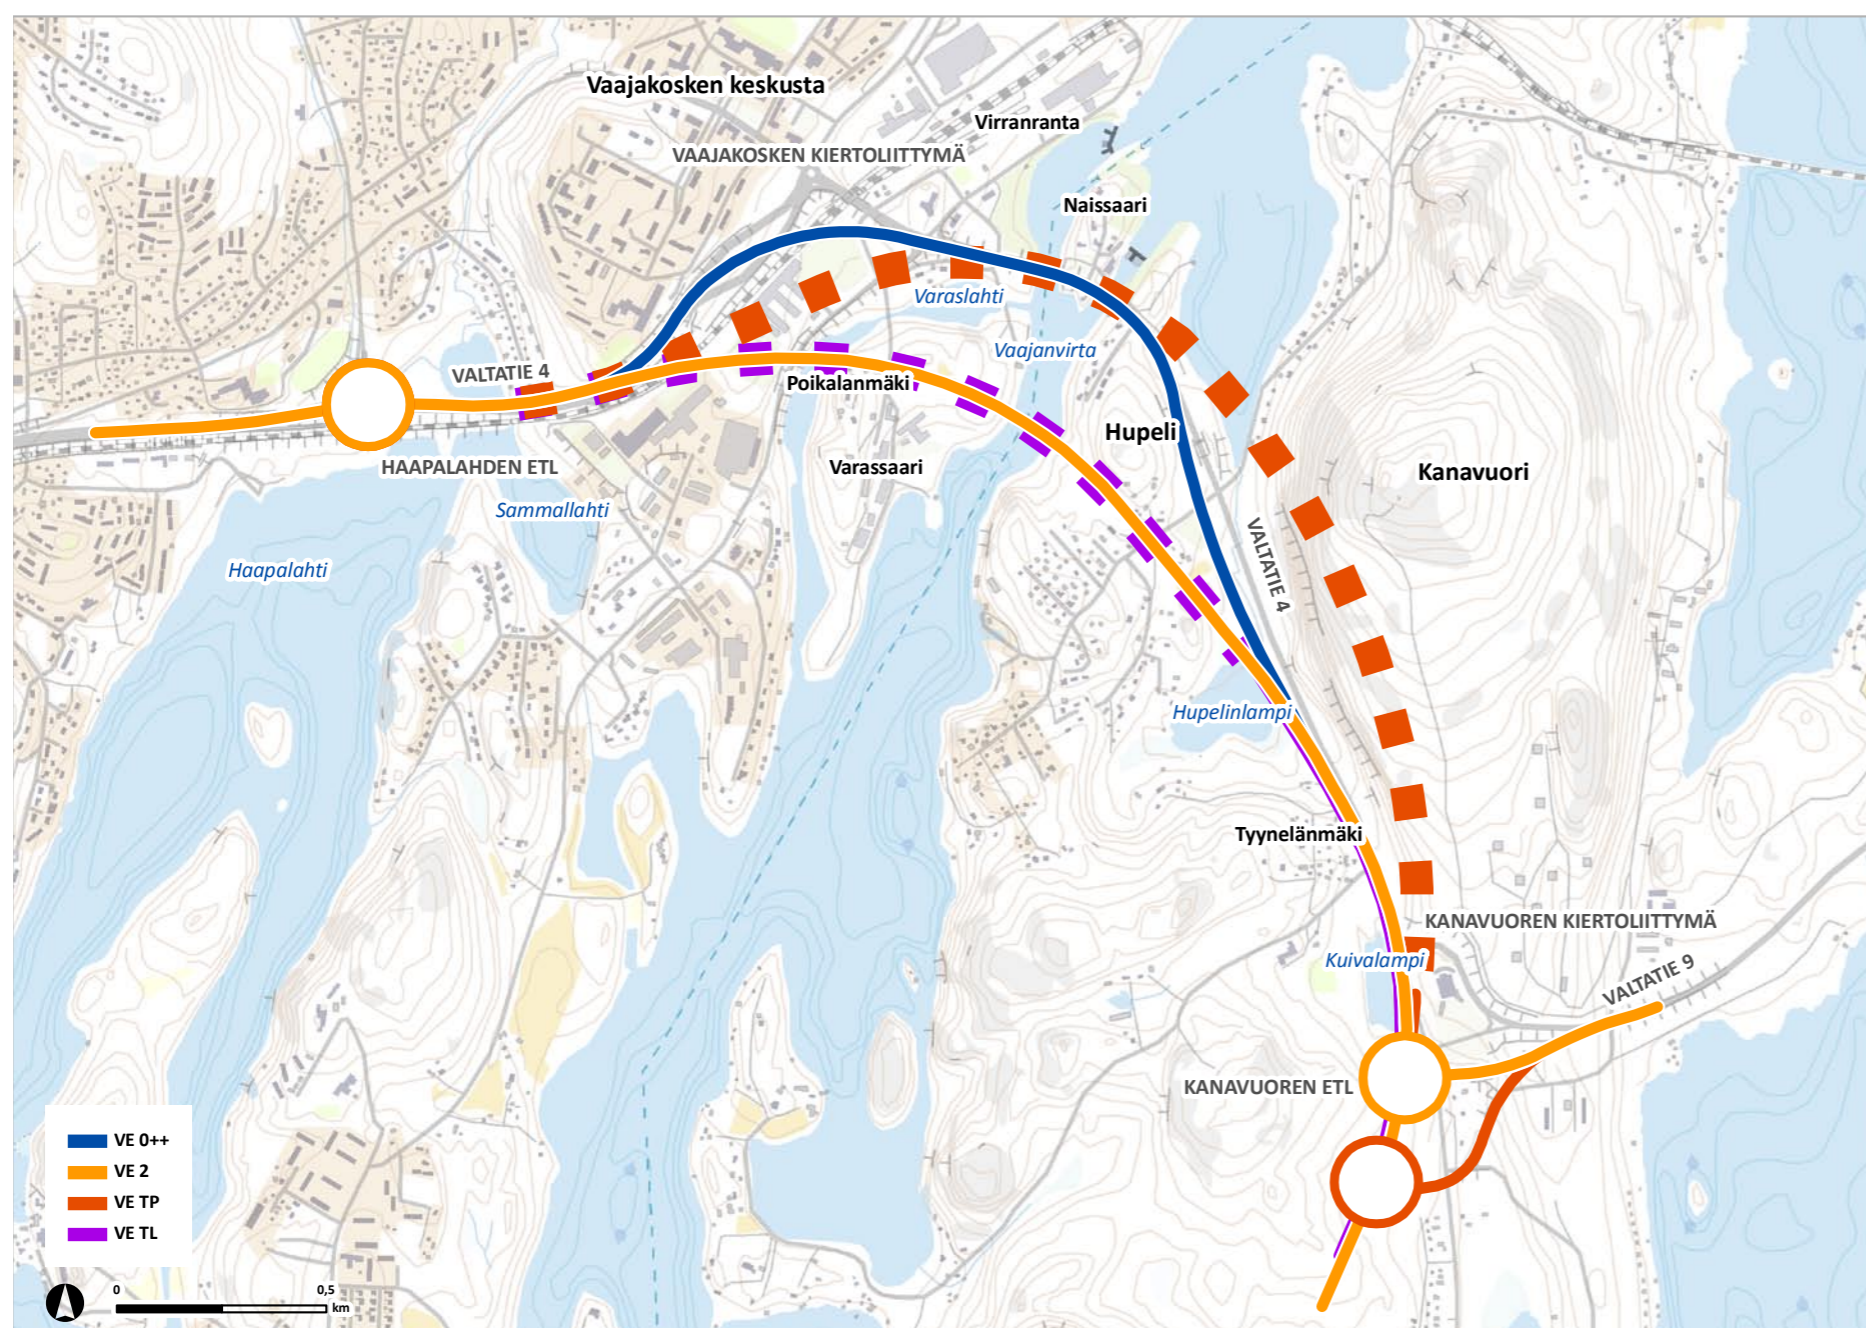 Vaajakosken keskusta
Virranranta
VAAJAKOSKEN KIERTOLIITTYMÄ
Naissaari
Varaslahti
Vaajanvirta
VALTATIE 4
Poikalanmäki
Hupeli
HAAPALAHDEN ETL
Varassaari
Kanavuori
Sammallahti
Haapalahti
VALTATIE 4
Hupelinlampi
Tyynelänmäki
KANAVUOREN KIERTOLIITTYMÄ
Kuivalampi
VALTATIE 9
KANAVUOREN ETL
VE 0++
VE 2
VE TP
VE TL
0 0,5
km